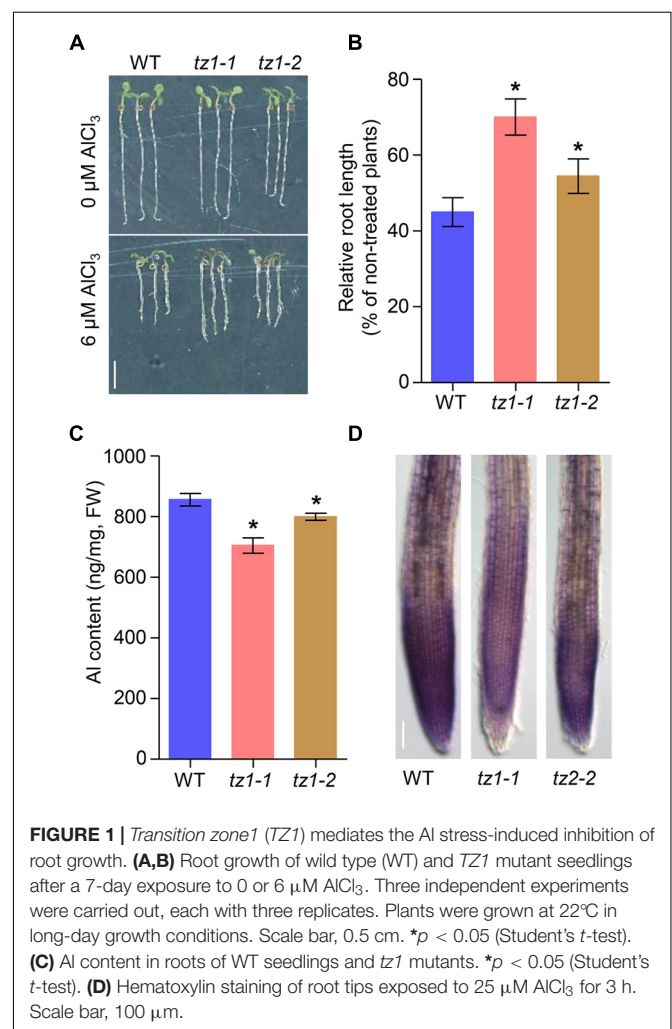 A
WT tz1-1 tz1-2
0 µM AlCl3
6 µM AlCl3
B
Relative root length
(% of non-treated plants)
80
60
40
20
0
*
*
WT tz1-1 tz1-2
C
Al content (ng/mg, FW)
1000
800
600
400
200
0
*
*
WT tz1-1 tz1-2
D
WT tz1-1 tz2-2
FIGURE 1 | Transition zone1 (TZ1) mediates the Al stress-induced inhibition of
root growth. (A,B) Root growth of wild type (WT) and TZ1 mutant seedlings
after a 7-day exposure to 0 or 6 µM AlCl3. Three independent experiments
were carried out, each with three replicates. Plants were grown at 22°C in
long-day growth conditions. Scale bar, 0.5 cm. *p < 0.05 (Student’s t-test).
(C) Al content in roots of WT seedlings and tz1 mutants. *p < 0.05 (Student’s
t-test). (D) Hematoxylin staining of root tips exposed to 25 µM AlCl3 for 3 h.
Scale bar, 100 µm.